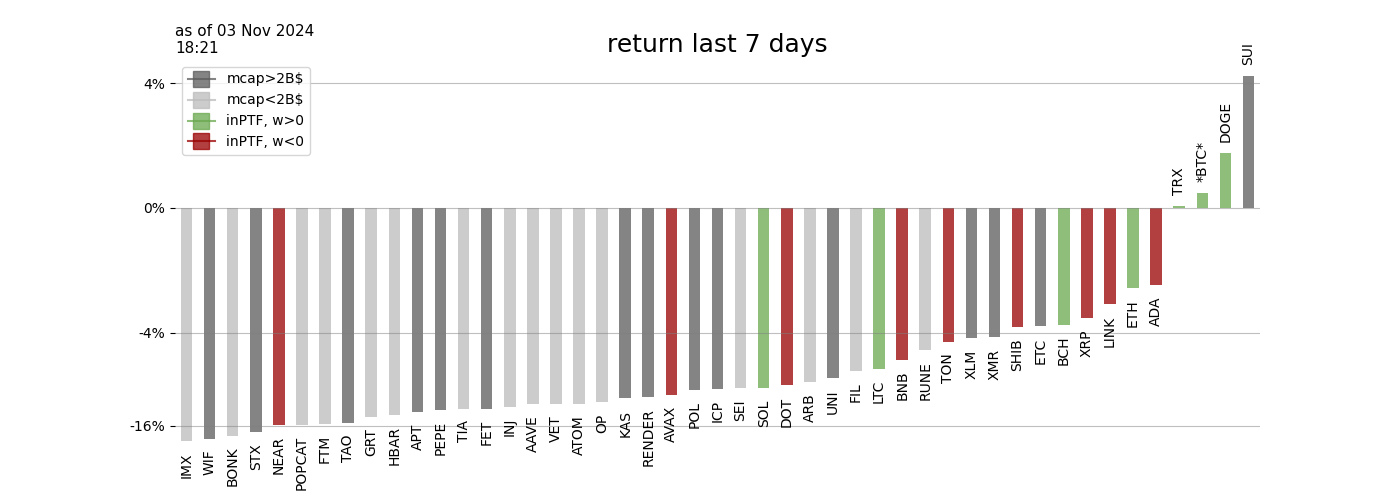 as of 03 Nov 2024
18:21
return last 7 days
mcap>2B$
mcap<2B$
inPTF, w>0
inPTF, w<0
4%
0%
-4%
-16%
IMX
WIF
BONK
STX
NEAR
POPCAT
FTM
TAO
GRT
HBAR
APT
PEPE
TIA
FET
INJ
AAVE
VET
ATOM
OP
KAS
RENDER
AVAX
POL
ICP
SEI
SOL
DOT
ARB
UNI
FIL
LTC
BNB
RUNE
TON
XLM
XMR
SHIB
ETC
BCH
XRP
LINK
ETH
ADA
TRX
*BTC*
DOGE
SUI